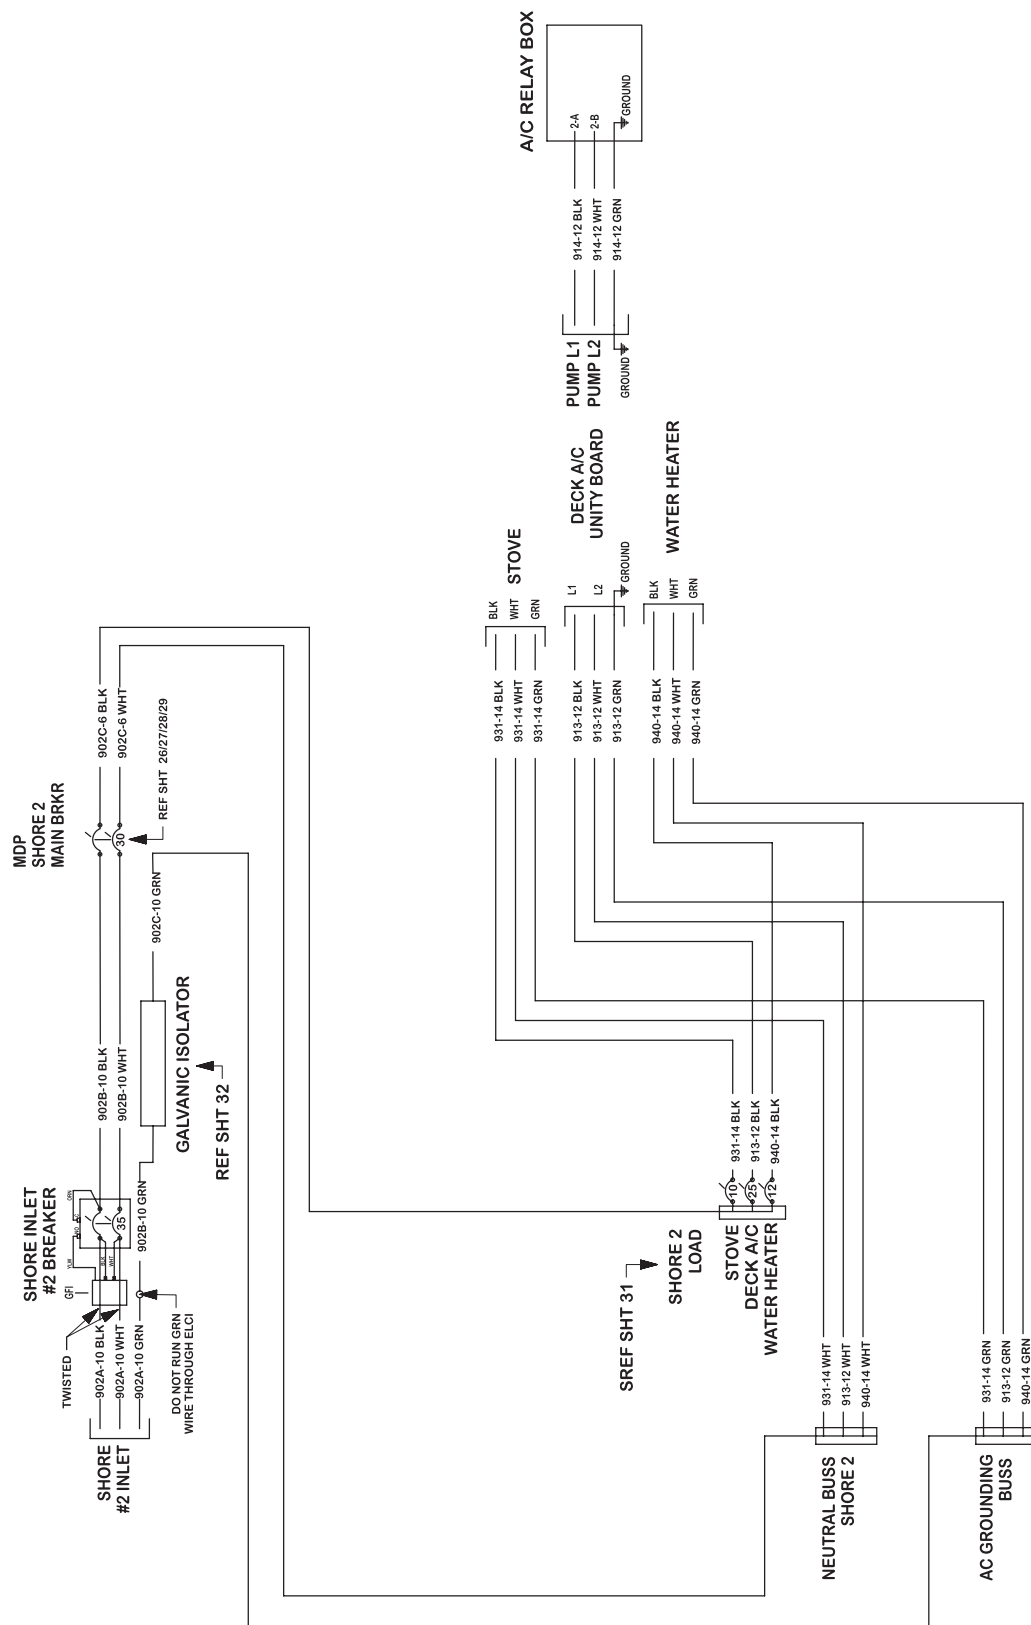 SHORE
#2 INLET
902A-10 BLK
902A-10 WHT
902A-10 GRN
TWISTED
DO NOT RUN GRN
WIRE THROUGH ELCI
SHORE INLET
#2 BREAKER
GFI
YLW
NO
C
GRN
BLK
WHT
35
902B-10 GRN
902B-10 BLK
902B-10 WHT
GALVANIC ISOLATOR
REF SHT 32
902C-10 GRN
MDP
SHORE 2
MAIN BRKR
30
REF SHT 26/27/28/29
902C-6 BLK
902C-6 WHT
SREF SHT 31
SHORE 2
LOAD
STOVE
DECK A/C
WATER HEATER
10
25
12
931-14 BLK
913-12 BLK
940-14 BLK
NEUTRAL BUSS
SHORE 2
931-14 WHT
913-12 WHT
940-14 WHT
AC GROUNDING
BUSS
931-14 GRN
913-12 GRN
940-14 GRN
931-14 BLK
931-14 WHT
931-14 GRN
BLK
WHT
GRN
STOVE
913-12 BLK
913-12 WHT
913-12 GRN
L1
L2
GROUND
DECK A/C
UNITY BOARD
940-14 BLK
940-14 WHT
940-14 GRN
BLK
WHT
GRN
WATER HEATER
PUMP L1
PUMP L2
GROUND
914-12 BLK
914-12 WHT
914-12 GRN
2-A
2-B
GROUND
A/C RELAY BOX